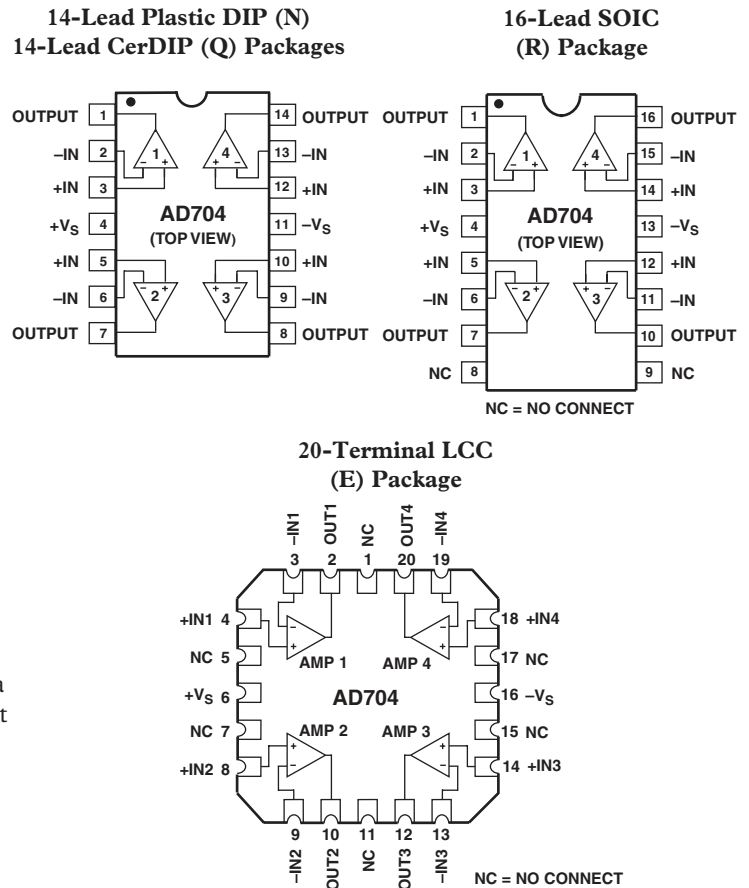 14-Lead Plastic DIP (N)
14-Lead CerDIP (Q) Packages
OUTPUT 1 14 OUTPUT
–IN 2 1 4 13 –IN
– + + –
+IN 3 12 +IN
+VS 4 AD704 11 –VS
(TOP VIEW)
+IN 5 10 +IN
– + + –
–IN 6 2 3 9 –IN
OUTPUT 7 8 OUTPUT
16-Lead SOIC
(R) Package
OUTPUT 1 16 OUTPUT
–IN 2 1 4 15 –IN
– + + –
+IN 3 14 +IN
+VS 4 AD704 13 –VS
(TOP VIEW)
+IN 5 12 +IN
– + + –
–IN 6 2 3 11 –IN
OUTPUT 7 10 OUTPUT
NC 8 9 NC
NC = NO CONNECT
20-Terminal LCC
(E) Package
–IN1 OUT1 NC OUT4 –IN4
3 2 1 20 19
+IN1 4 – – 18 +IN4
+ +
NC 5 AMP 1 AMP 4 17 NC
+VS 6 AD704 16 –VS
NC 7 AMP 2 AMP 3 15 NC
+ +
+IN2 8 – – 14 +IN3
9 10 11 12 13
–IN2 OUT2 NC OUT3 –IN3
NC = NO CONNECT
a
t